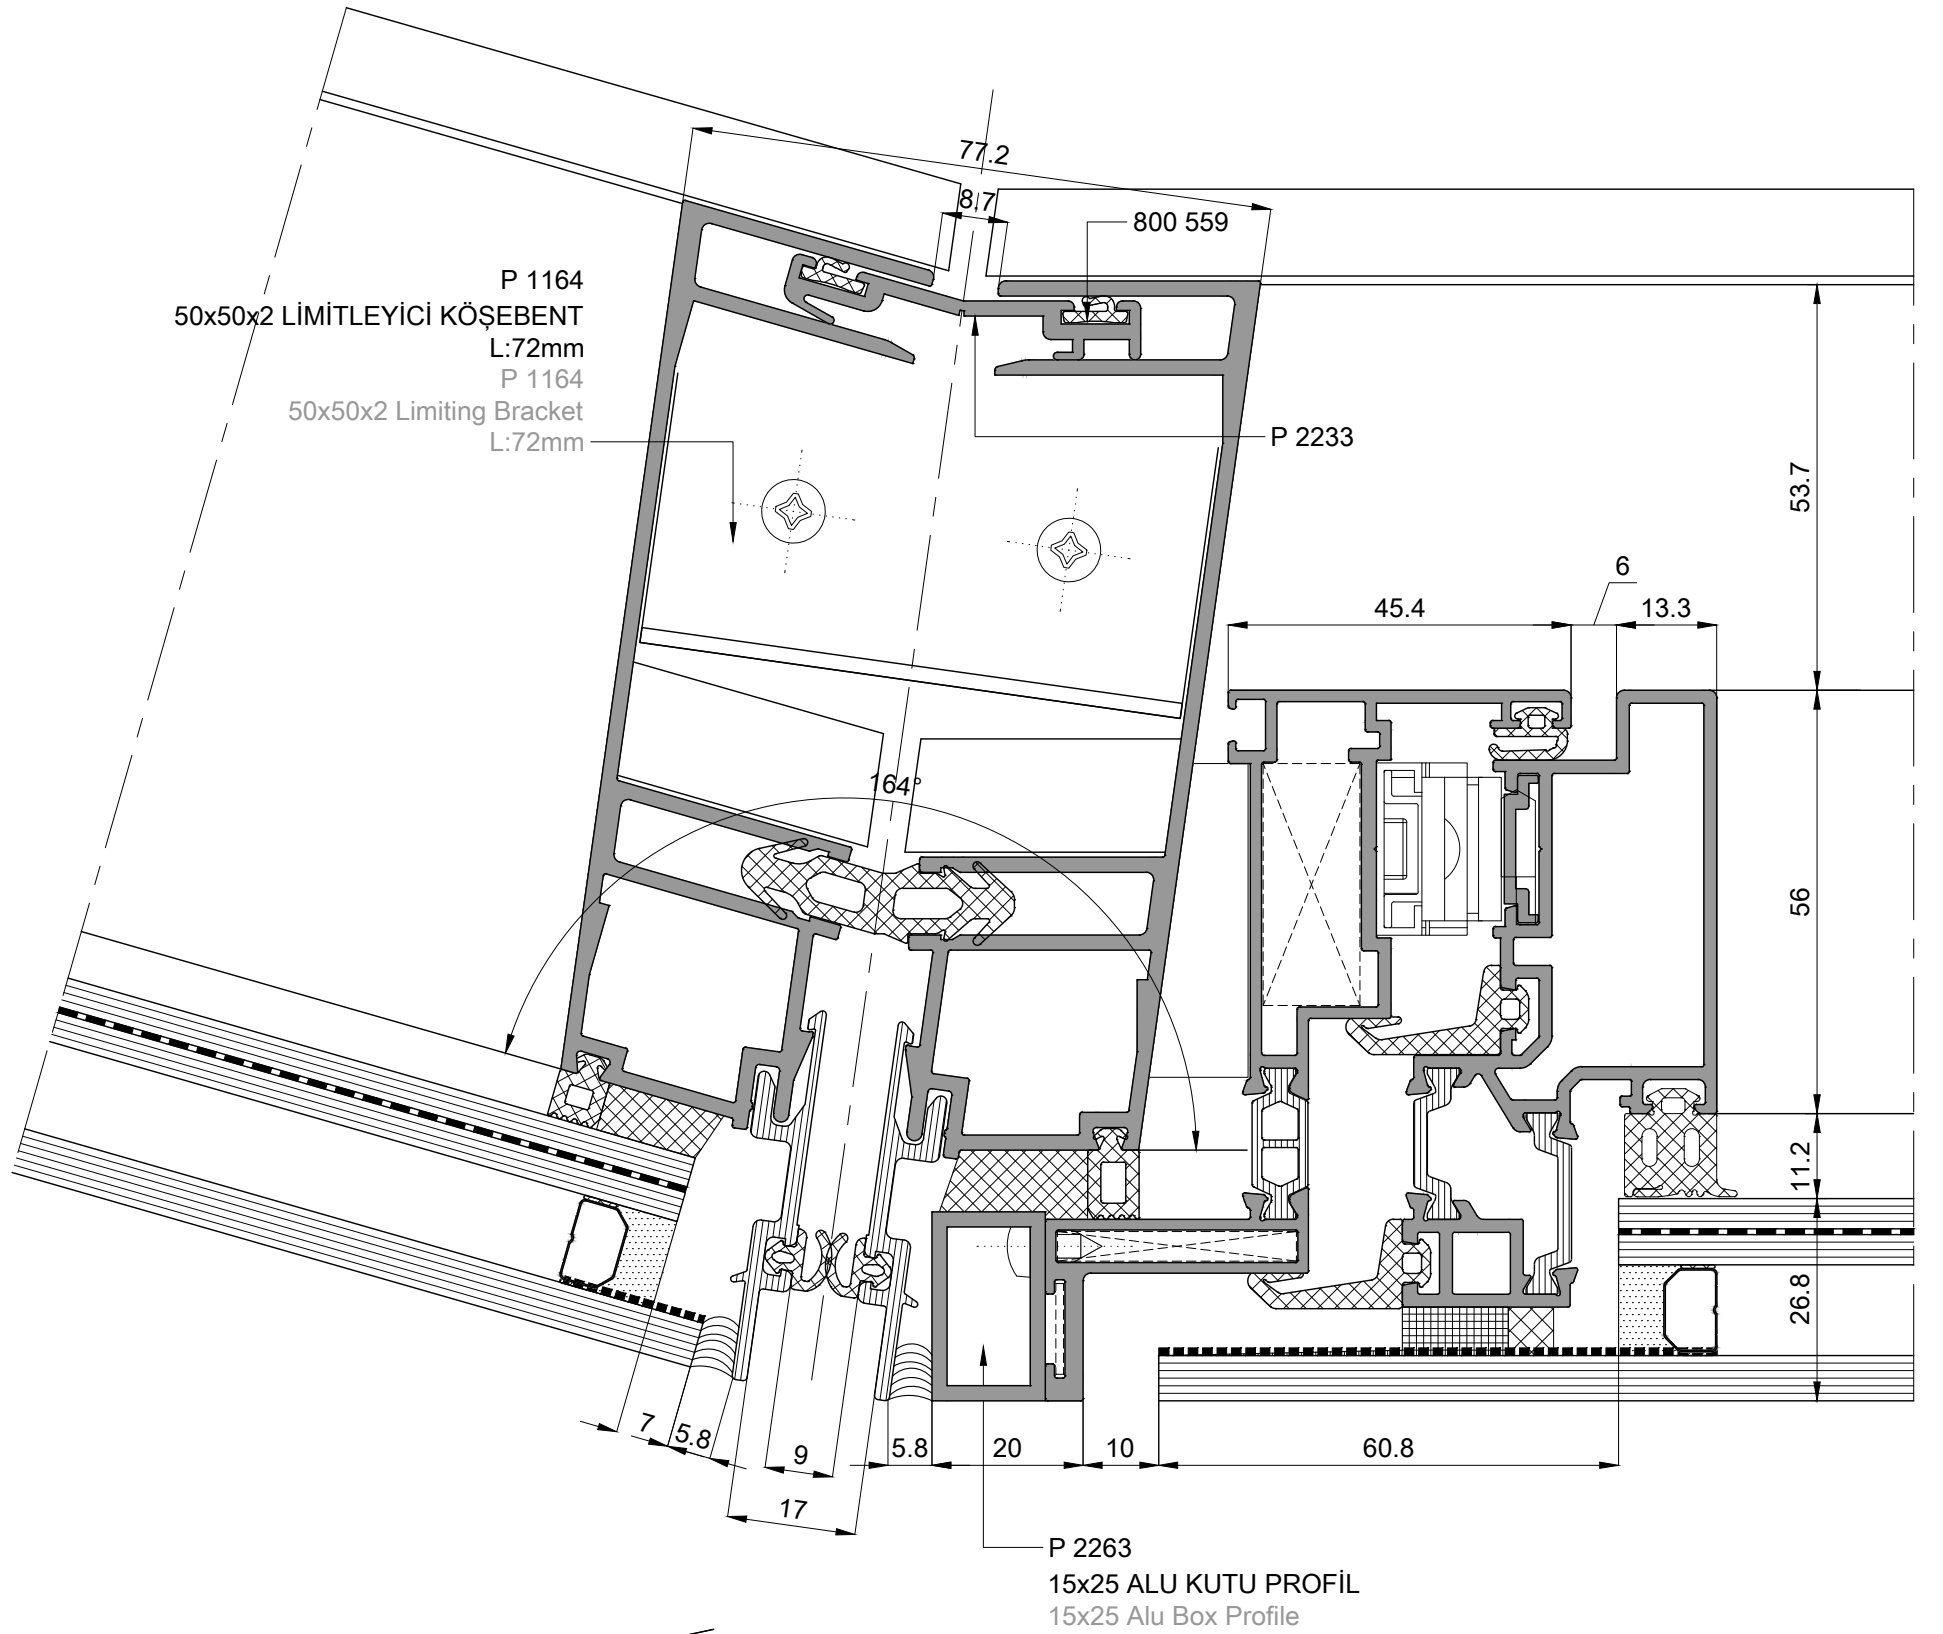 77.2
8.7
800 559
P 1164
50x50x2 LİMİTLEYİCİ KÖŞEBENT
L:72mm
P 1164
50x50x2 Limiting Bracket
L:72mm
P 2233
53.7
6
45.4
13.3
164°
56
11.2
26.8
7
5.8
9
17
5.8
20
10
60.8
P 2263
15x25 ALU KUTU PROFİL
15x25 Alu Box Profile